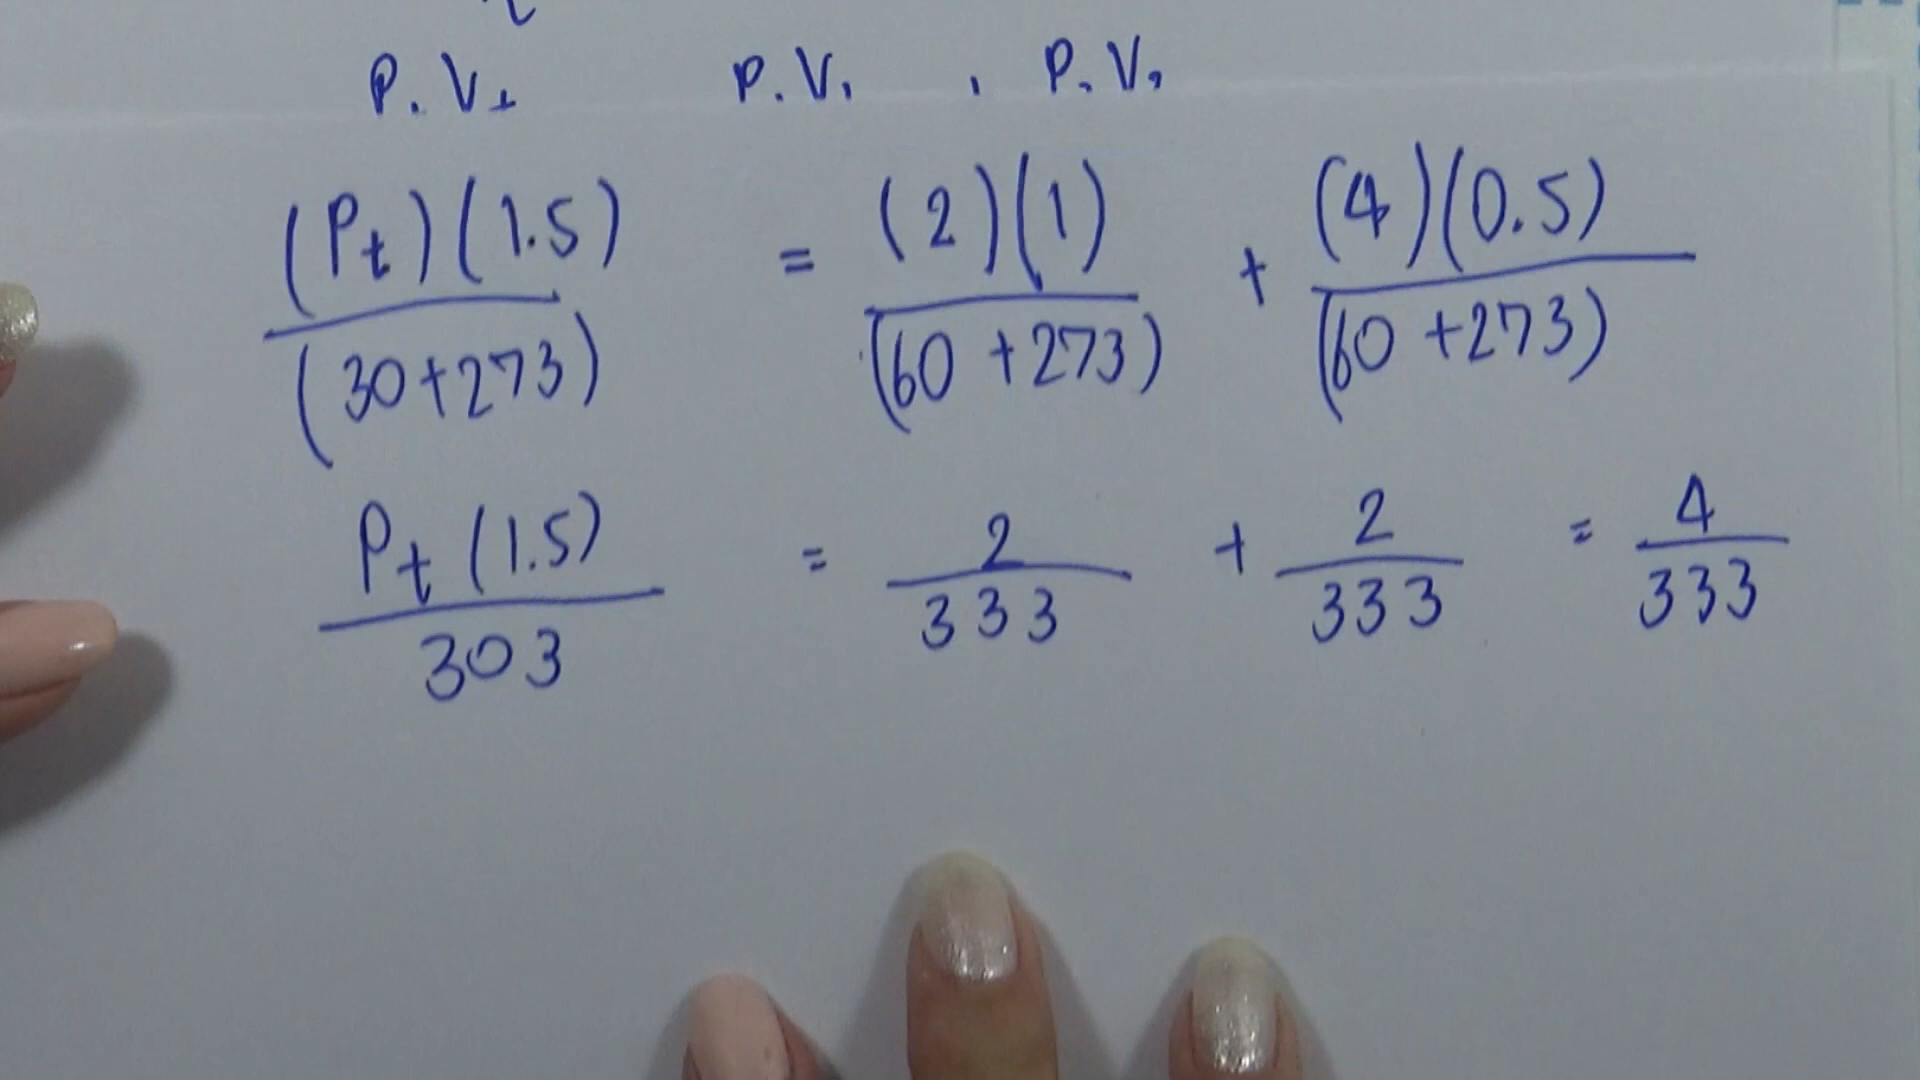 P. V₁ P. V₁ P. V₂
(Pt)(1.5) = (2)(1) + (4)(0.5)
(30+273) (60+273) (60+273)
Pt(1.5) = 2 + 2 = 4
303 333 333 333